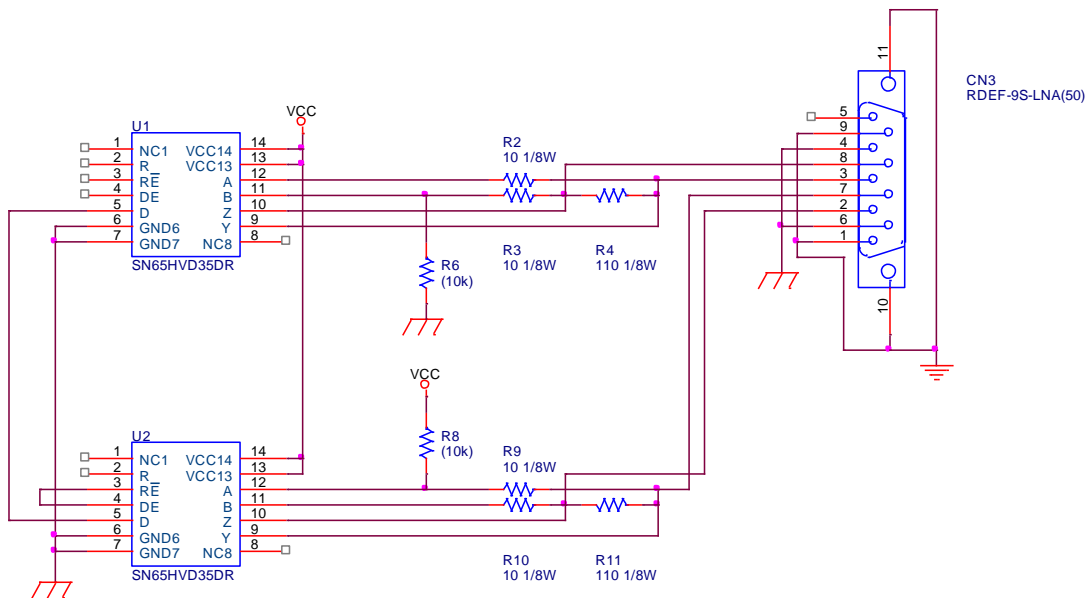 CN3
RDEF-9S-LNA(50)
11
5
9
4
8
3
7
2
6
1
10
VCC
U1
1 NC1 VCC14 14
2 R VCC13 13
3 RE A 12
4 DE B 11
5 D Z 10
6 GND6 Y 9
7 GND7 NC8 8
SN65HVD35DR
R2
10 1/8W
R3
10 1/8W
R4
110 1/8W
R6
(10k)
VCC
R8
(10k)
U2
1 NC1 VCC14 14
2 R VCC13 13
3 RE A 12
4 DE B 11
5 D Z 10
6 GND6 Y 9
7 GND7 NC8 8
SN65HVD35DR
R9
10 1/8W
R10
10 1/8W
R11
110 1/8W